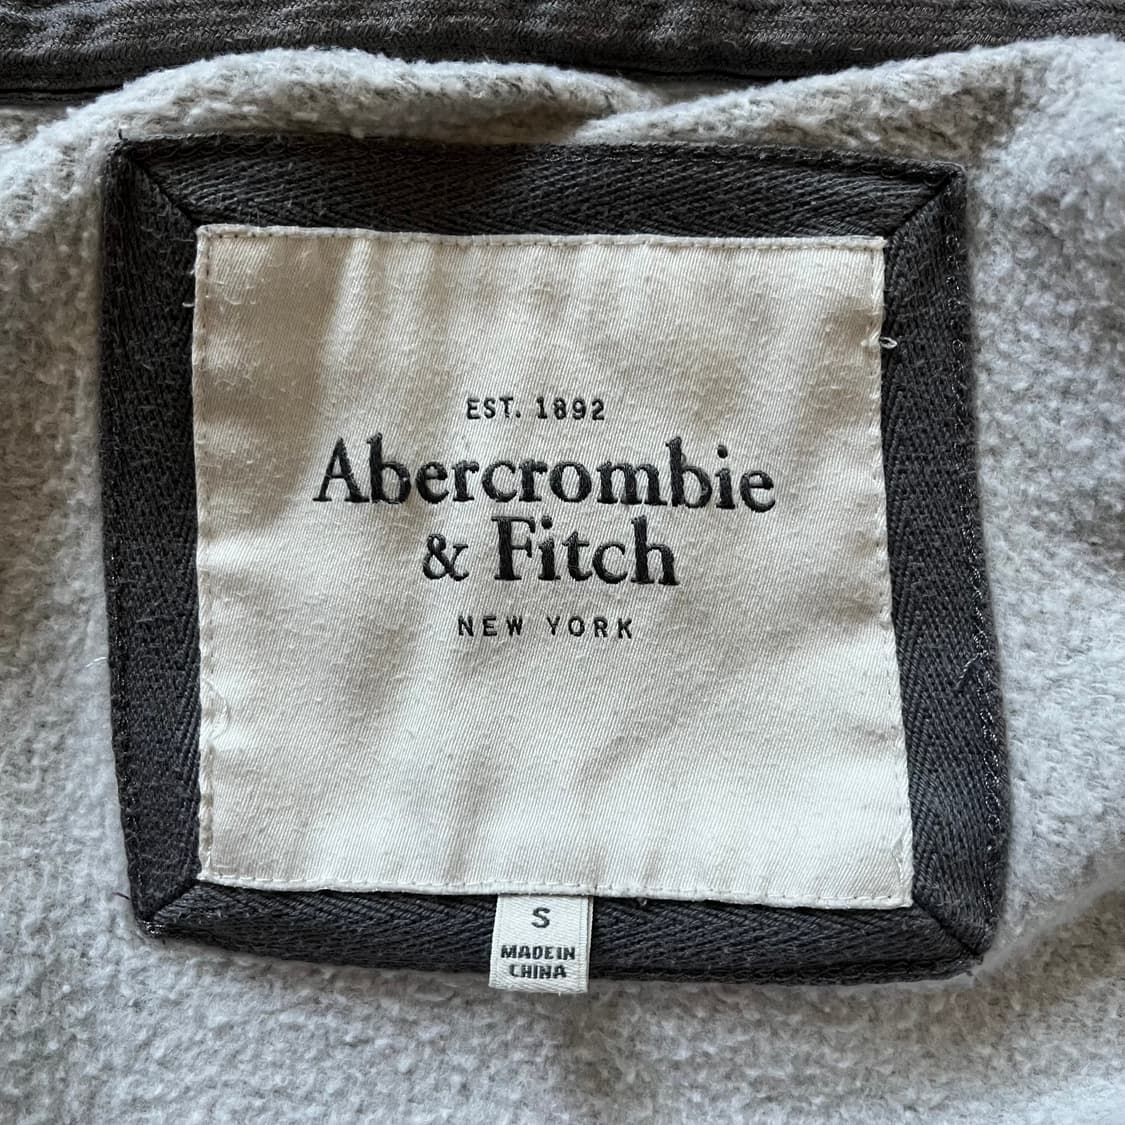 EST. 1892
Abercrombie
& Fitch
NEW YORK
S
MADE IN
CHINA